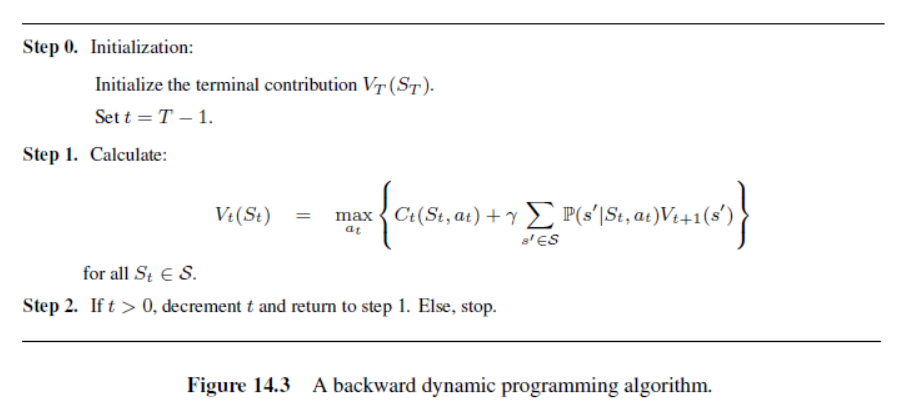 Step 0. Initialization:
Initialize the terminal contribution V_T(S_T).
Set t = T − 1.
Step 1. Calculate:
V_t(S_t) = max_{a_t} { C_t(S_t, a_t) + γ ∑_{s′∈𝒮} ℙ(s′|S_t, a_t)V_{t+1}(s′) }
for all S_t ∈ 𝒮.
Step 2. If t > 0, decrement t and return to step 1. Else, stop.
Figure 14.3 A backward dynamic programming algorithm.